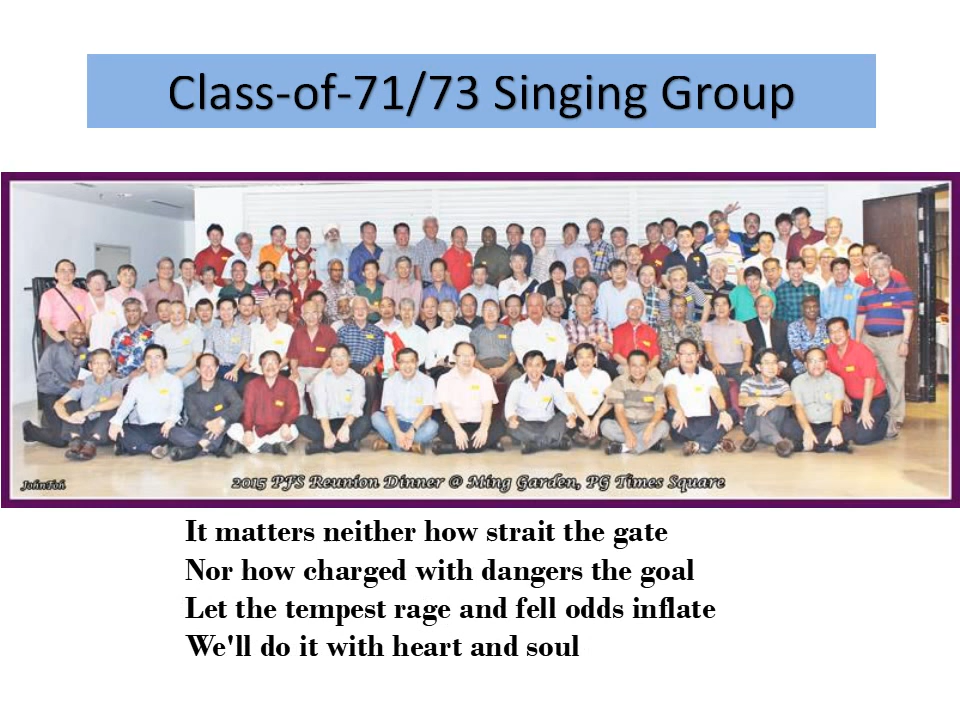 Class-of-71/73 Singing Group
JohnFoh
2015 PFS Reunion Dinner @ Ming Garden, PG Times Square
It matters neither how strait the gate
Nor how charged with dangers the goal
Let the tempest rage and fell odds inflate
We'll do it with heart and soul